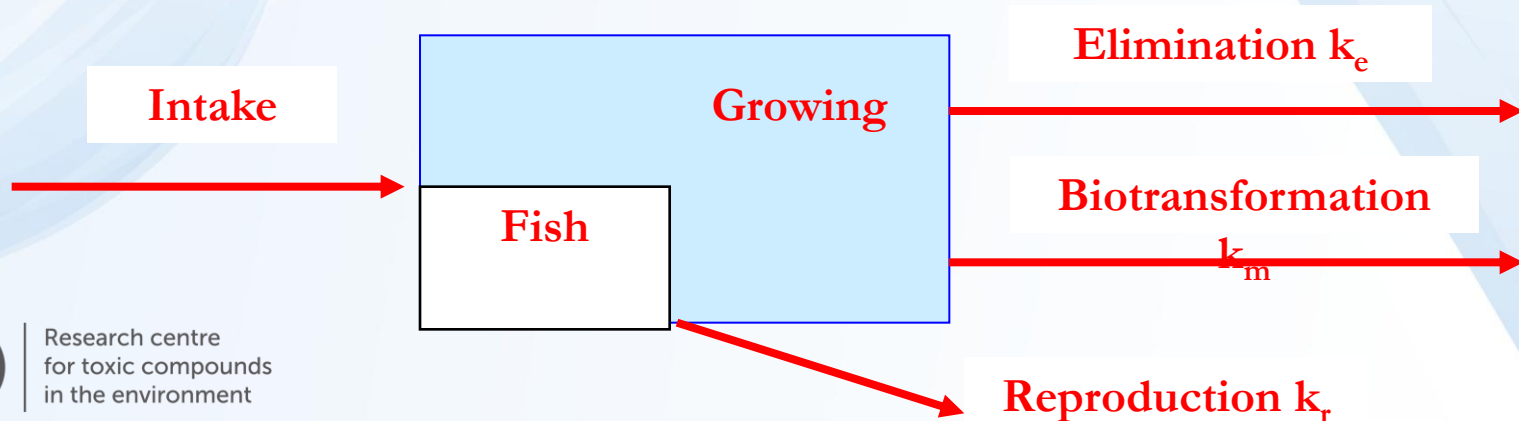 Elimination kₑ
Intake
Growing
Biotransformation
kₘ
Fish
Research centre
for toxic compounds
in the environment
Reproduction kᵣ